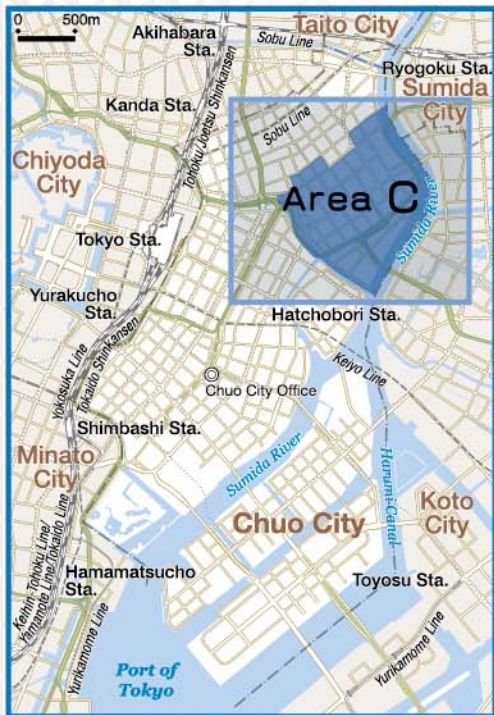 0 500m
Taito City
Akihabara
Sta.
Sobu Line
Ryogoku Sta.
Sumida
City
Kanda Sta.
Tohoku/Joetsu Shinkansen
Sobu Line
Chiyoda
City
Area C
Sumida River
Tokyo Sta.
Yurakucho
Sta.
Hatchobori Sta.
Yokosuka Line
Tokaido Shinkansen
Keiyo Line
Chuo City Office
Shimbashi Sta.
Minato
City
Sumida River
Harumi Canal
Chuo City
Koto
City
Keihin-Tohoku Line/
Yamanote Line/Tokaido Line
Hamamatsucho
Sta.
Toyosu Sta.
Yurikamome Line
Port of
Tokyo
Yurikamome Line